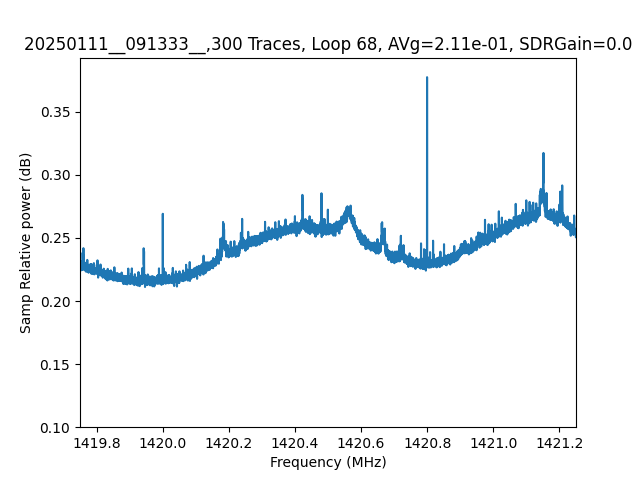 20250111__091333__,300 Traces, Loop 68, AVg=2.11e-01, SDRGain=0.0
0.35
0.30
0.25
0.20
0.15
0.10
Samp Relative power (dB)
1419.8 1420.0 1420.2 1420.4 1420.6 1420.8 1421.0 1421.2
Frequency (MHz)